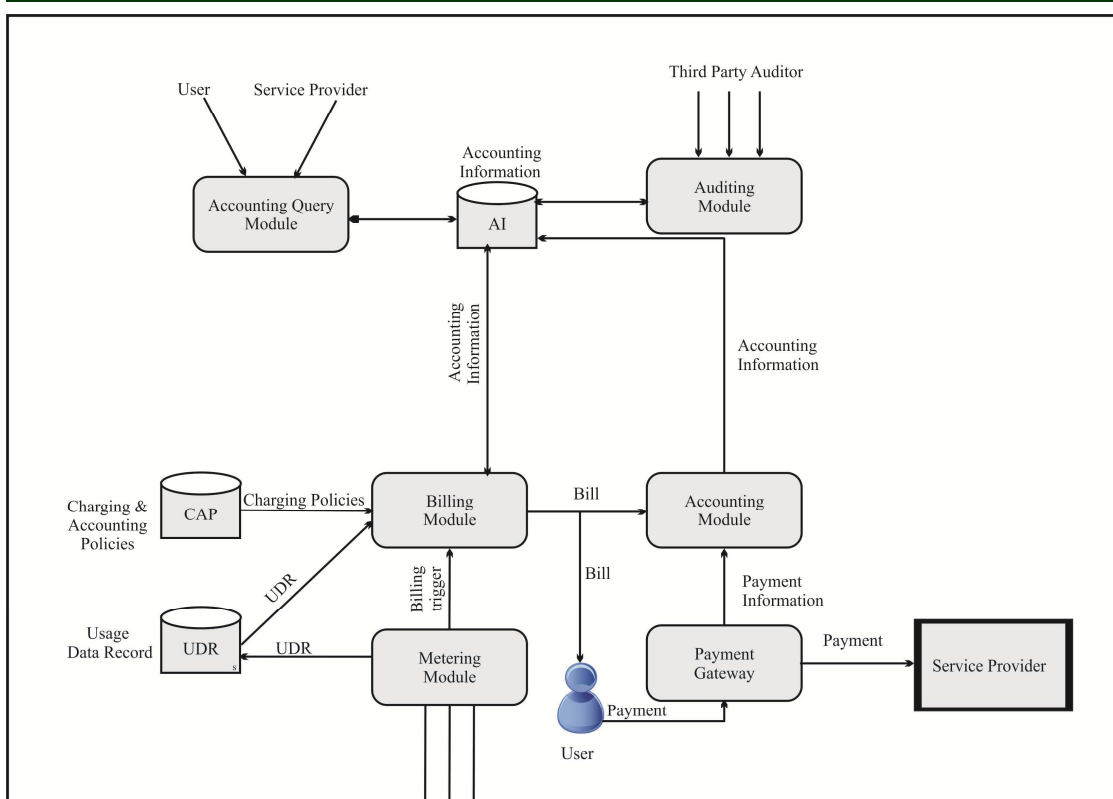 User
Service Provider
Third Party Auditor
Accounting
Information
Accounting Query
Module
AI
Auditing
Module
Accounting
Information
Accounting
Information
Charging &
Accounting
Policies
CAP
Charging Policies
Billing
Module
Bill
Accounting
Module
UDR
Billing
trigger
Bill
Payment
Information
Usage
Data Record
UDR
s
UDR
Metering
Module
Payment
Gateway
Payment
Service Provider
Payment
User